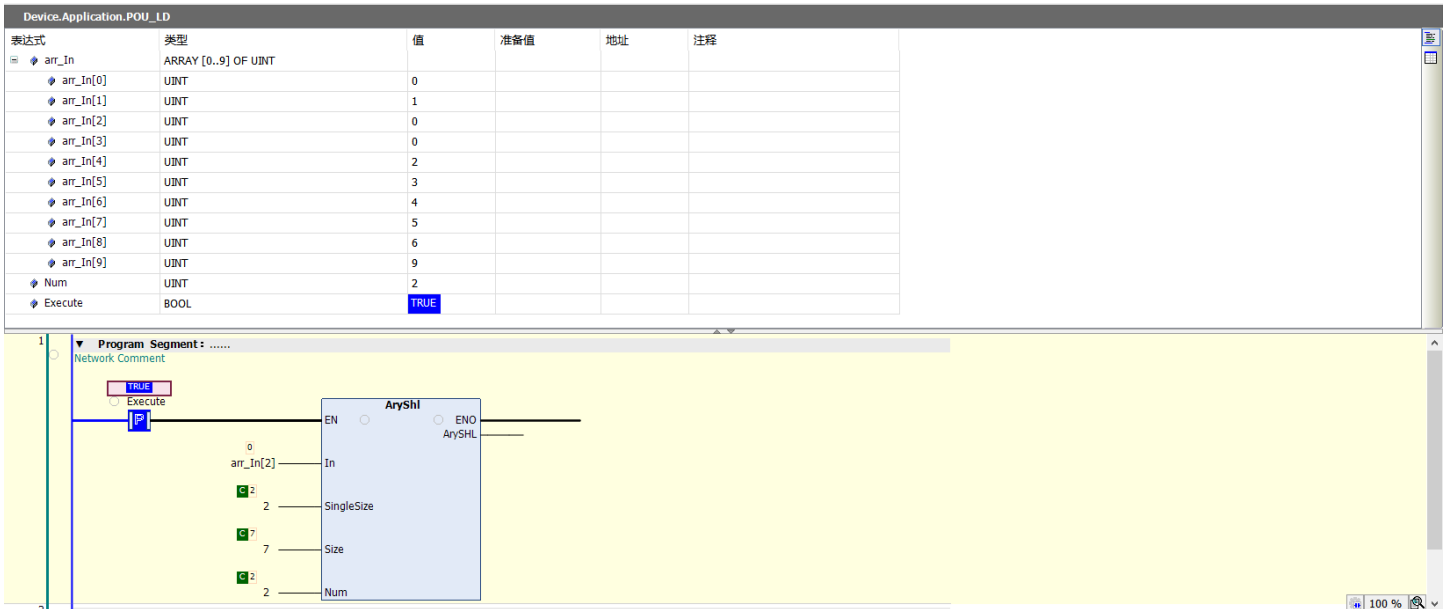 Device.Application.POU_LD
表达式 类型 值 准备值 地址 注释
arr_In ARRAY [0..9] OF UINT
arr_In[0] UINT 0
arr_In[1] UINT 1
arr_In[2] UINT 0
arr_In[3] UINT 0
arr_In[4] UINT 2
arr_In[5] UINT 3
arr_In[6] UINT 4
arr_In[7] UINT 5
arr_In[8] UINT 6
arr_In[9] UINT 9
Num UINT 2
Execute BOOL TRUE
1 Program Segment: ......
Network Comment
TRUE
Execute
P
AryShl
EN ENO
ArySHL
0
arr_In[2] In
C 2
2 SingleSize
C 7
7 Size
C 2
2 Num
100 %